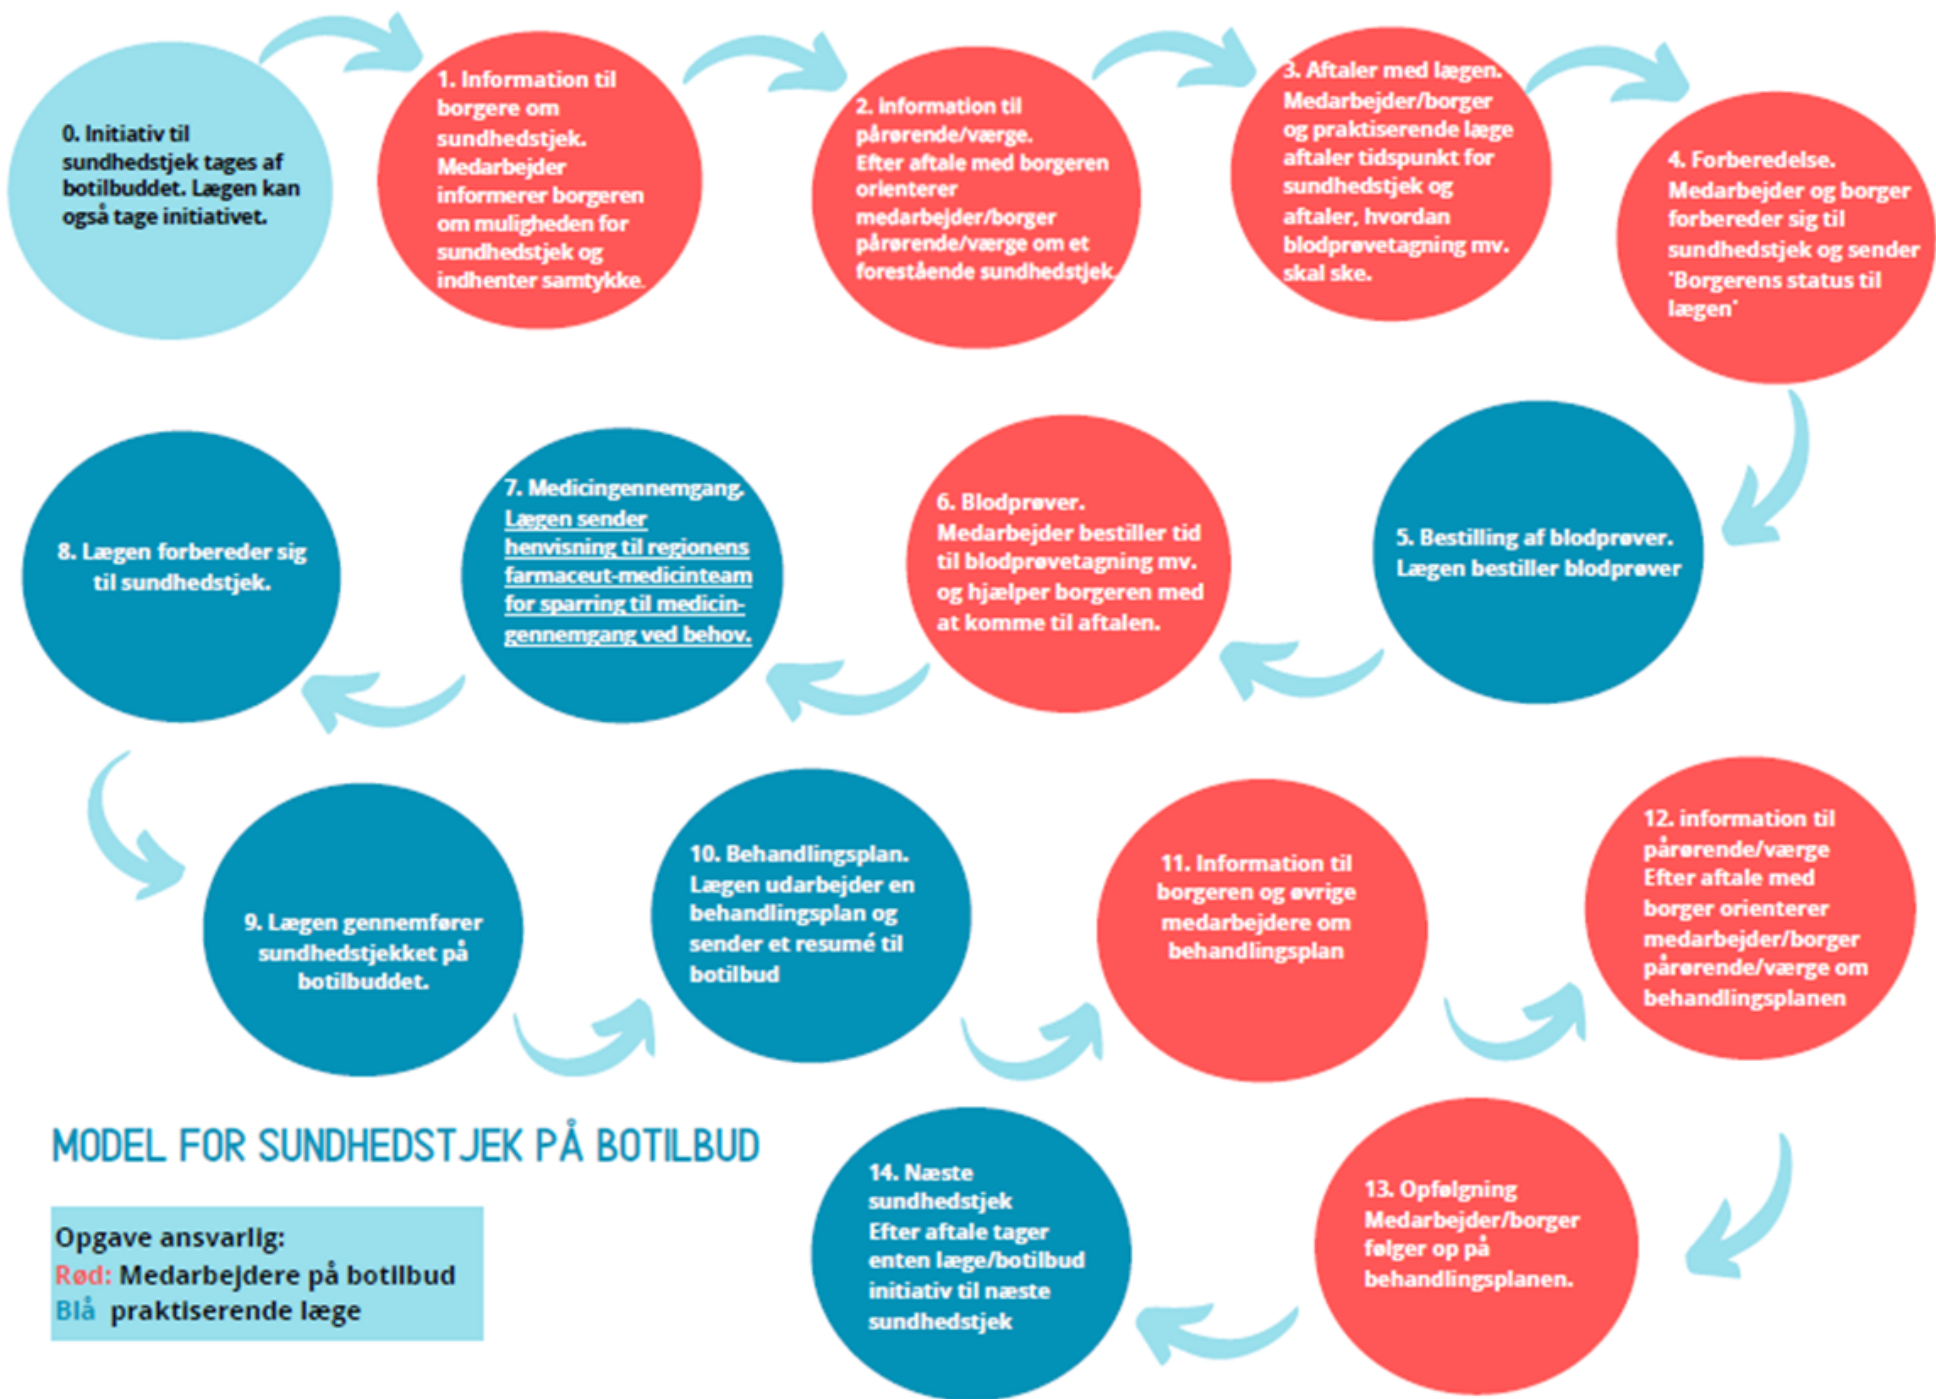 0. Initiativ til
sundhedstjek tages af
botilbuddet. Lægen kan
også tage initiativet.
1. Information til
borgere om
sundhedstjek.
Medarbejder
informerer borgeren
om muligheden for
sundhedstjek og
indhenter samtykke.
2. Information til
pårørende/værge.
Efter aftale med borgeren
orienterer
medarbejder/borger
pårørende/værge om et
forestående sundhedstjek
3. Aftaler med lægen.
Medarbejder/borger
og praktiserende læge
aftaler tidspunkt for
sundhedstjek og
aftaler, hvordan
blodprøvetagning mv.
skal ske.
4. Forberedelse.
Medarbejder og borger
forbereder sig til
sundhedstjek og sender
"Borgerens status til
lægen"
5. Bestilling af blodprøver.
Lægen bestiller blodprøver
6. Blodprøver.
Medarbejder bestiller tid
til blodprøvetagning mv.
og hjælper borgeren med
at komme til aftalen.
7. Medicingennemgang.
Lægen sender
henvisning til regionens
farmaceut-medicinteam
for sparring til medicin-
gennemgang ved behov.
8. Lægen forbereder sig
til sundhedstjek.
9. Lægen gennemfører
sundhedstjekket på
botilbuddet.
10. Behandlingsplan.
Lægen udarbejder en
behandlingsplan og
sender et resumé til
botilbud
11. Information til
borgeren og øvrige
medarbejdere om
behandlingsplan
12. information til
pårørende/værge
Efter aftale med
borger orienterer
medarbejder/borger
pårørende/værge om
behandlingsplanen
13. Opfølgning
Medarbejder/borger
følger op på
behandlingsplanen.
14. Næste
sundhedstjek
Efter aftale tager
enten læge/botilbud
initiativ til næste
sundhedstjek
MODEL FOR SUNDHEDSTJEK PÅ BOTILBUD
Opgave ansvarlig:
Rød: Medarbejdere på botilbud
Blå praktiserende læge